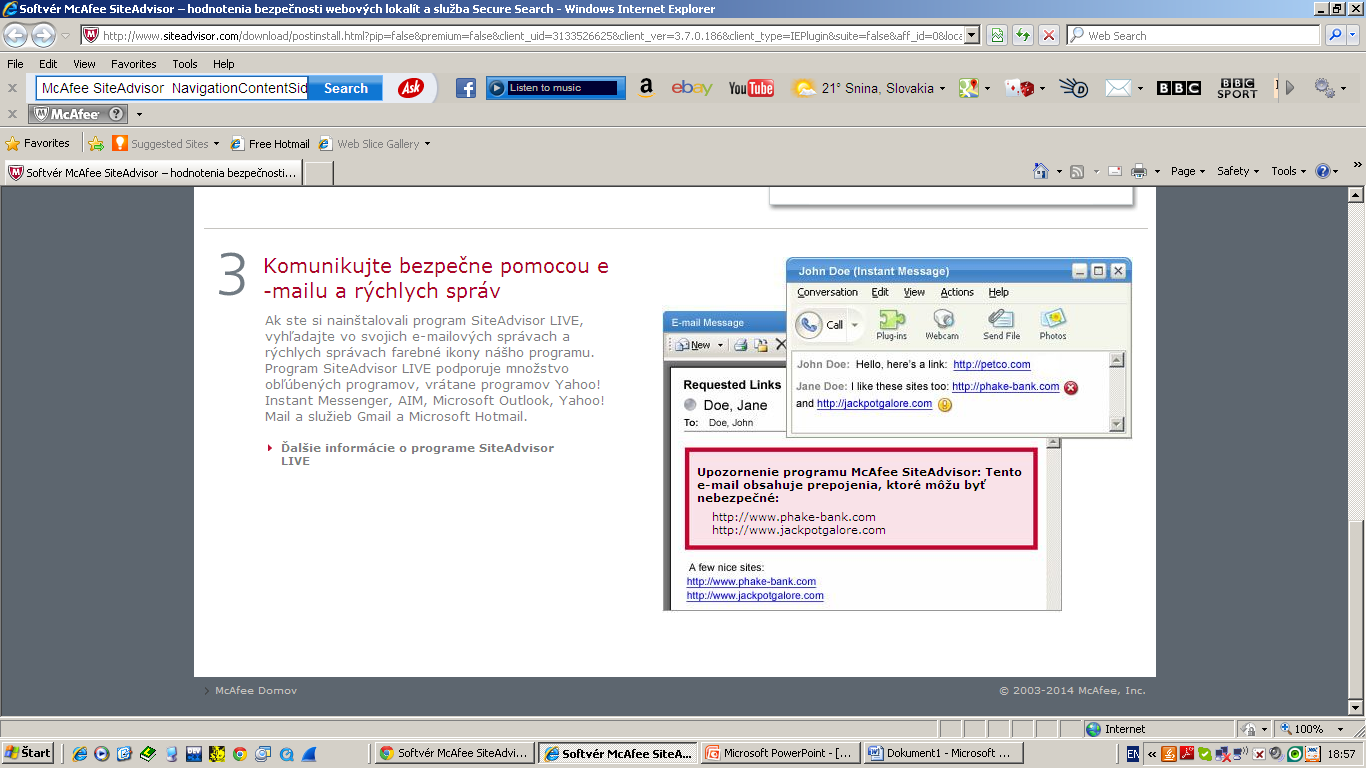 Softvér McAfee SiteAdvisor – hodnotenia bezpečnosti webových lokalít a služba Secure Search - Windows Internet Explorer
http://www.siteadvisor.com/download/postinstall.html?pip=false&premium=false&client_uid=3133526625&client_ver=3.7.0.186&client_type=IEPlugin&suite=false&aff_id=0&loca
Web Search
File Edit View Favorites Tools Help
McAfee SiteAdvisor NavigationContentSid
Search
Ask
Listen to music
ebay
YouTube
21° Snina, Slovakia
BBC
BBC SPORT
McAfee
Favorites
Suggested Sites
Free Hotmail
Web Slice Gallery
Softvér McAfee SiteAdvisor – hodnotenia bezpečnosti...
Page Safety Tools
3
Komunikujte bezpečne pomocou e
-mailu a rýchlych správ
Ak ste si nainštalovali program SiteAdvisor LIVE,
vyhľadajte vo svojich e-mailových správach a
rýchlych správach farebné ikony nášho programu.
Program SiteAdvisor LIVE podporuje množstvo
obľúbených programov, vrátane programov Yahoo!
Instant Messenger, AIM, Microsoft Outlook, Yahoo!
Mail a služieb Gmail a Microsoft Hotmail.
Ďalšie informácie o programe SiteAdvisor
LIVE
John Doe (Instant Message)
Conversation Edit View Actions Help
Call
Plug-ins Webcam Send File Photos
John Doe: Hello, here's a link: http://petco.com
Jane Doe: I like these sites too: http://phake-bank.com
and http://jackpotgalore.com
E-mail Message
New
Requested Links
Doe, Jane
To: Doe, John
Upozornenie programu McAfee SiteAdvisor: Tento
e-mail obsahuje prepojenia, ktoré môžu byť
nebezpečné:
http://www.phake-bank.com
http://www.jackpotgalore.com
A few nice sites:
http://www.phake-bank.com
http://www.jackpotgalore.com
McAfee Domov
© 2003-2014 McAfee, Inc.
Internet
100%
Štart
Softvér McAfee SiteAdvi...
Softvér McAfee SiteA...
Microsoft PowerPoint - [...
Dokument1 - Microsoft ...
EN
18:57